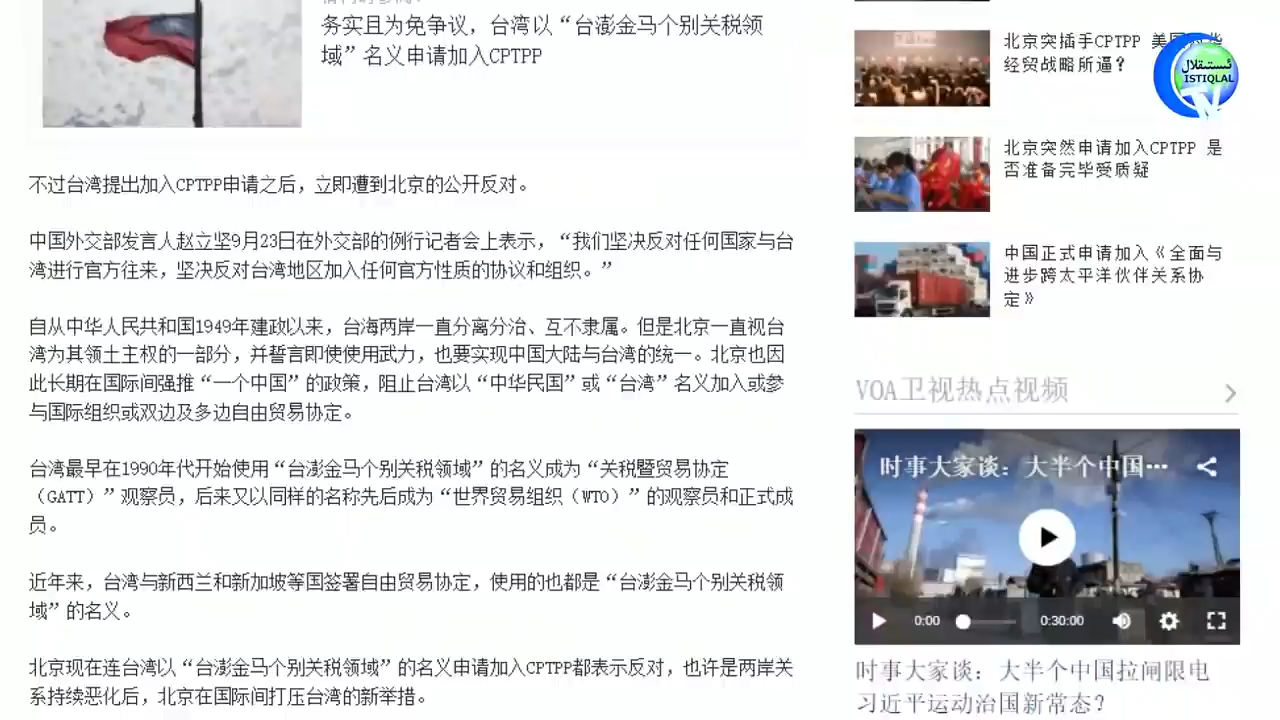 务实且为免争议，台湾以“台澎金马个别关税领
域”名义申请加入CPTPP
不过台湾提出加入CPTPP申请之后，立即遭到北京的公开反对。
中国外交部发言人赵立坚9月23日在外交部的例行记者会上表示，“我们坚决反对任何国家与台
湾进行官方往来，坚决反对台湾地区加入任何官方性质的协议和组织。”
自从中华人民共和国1949年建政以来，台海两岸一直分离分治、互不隶属。但是北京一直视台
湾为其领土主权的一部分，并誓言即使使用武力，也要实现中国大陆与台湾的统一。北京也因
此长期在国际间强推“一个中国”的政策，阻止台湾以“中华民国”或“台湾”名义加入或参
与国际组织或双边及多边自由贸易协定。
台湾最早在1990年代开始使用“台澎金马个别关税领域”的名义成为“关税暨贸易协定
（GATT）”观察员，后来又以同样的名称先后成为“世界贸易组织（WTO）”的观察员和正式成
员。
近年来，台湾与新西兰和新加坡等国签署自由贸易协定，使用的也都是“台澎金马个别关税领
域”的名义。
北京现在连台湾以“台澎金马个别关税领域”的名义申请加入CPTPP都表示反对，也许是两岸关
系持续恶化后，北京在国际间打压台湾的新举措。
北京突插手CPTPP 美国
经贸战略所逼？
ئىستىقلال
ISTIQLAL
北京突然申请加入CPTPP 是
否准备完毕受质疑
中国正式申请加入《全面与
进步跨太平洋伙伴关系协
定》
VOA卫视热点视频
时事大家谈：大半个中国…
0:00
0:30:00
时事大家谈：大半个中国拉闸限电
习近平运动治国新常态？